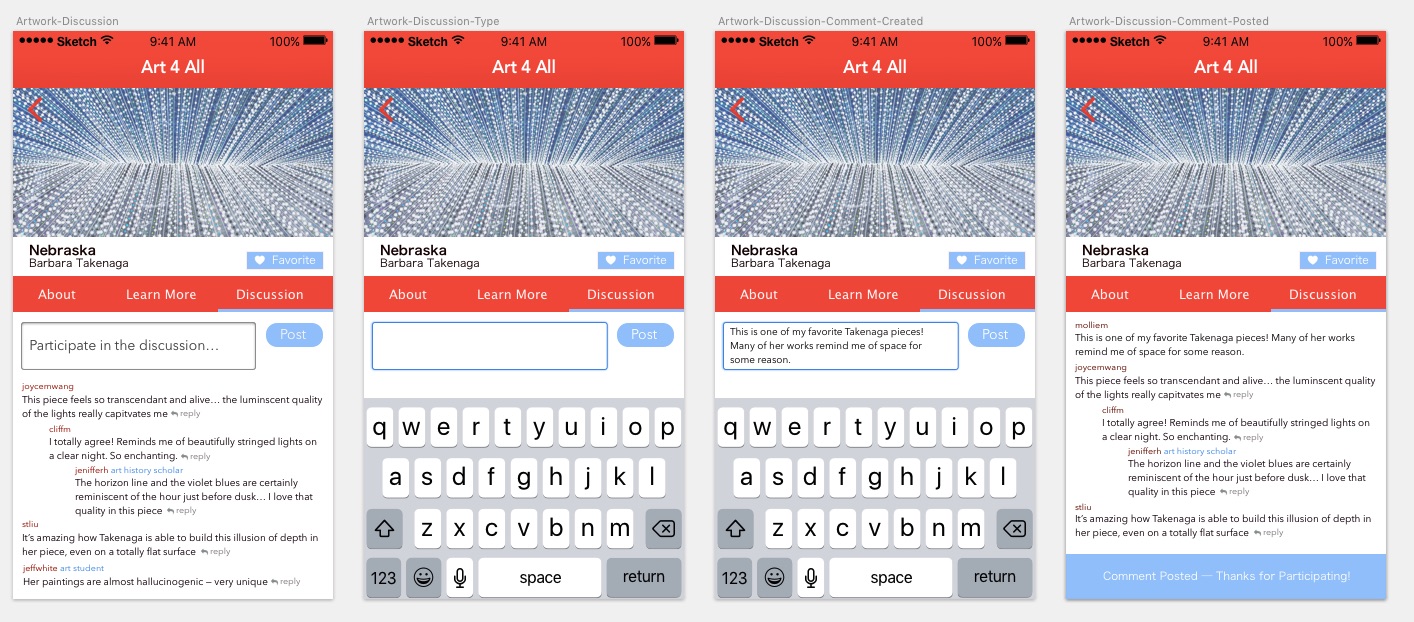 Artwork-Discussion
Sketch 9:41 AM 100%
Art 4 All
Nebraska
Barbara Takenaga
Favorite
About Learn More Discussion
Participate in the discussion...
Post
joycemwang
This piece feels so transcendant and alive... the luminscent quality
of the lights really capitvates me reply
cliffm
I totally agree! Reminds me of beautifully stringed lights on
a clear night. So enchanting. reply
jenifferh art history scholar
The horizon line and the violet blues are certainly
reminiscent of the hour just before dusk... I love that
quality in this piece reply
stliu
It's amazing how Takenaga is able to build this illusion of depth in
her piece, even on a totally flat surface reply
jeffwhite art student
Her paintings are almost hallucinogenic – very unique reply
Artwork-Discussion-Type
Sketch 9:41 AM 100%
Art 4 All
Nebraska
Barbara Takenaga
Favorite
About Learn More Discussion
Post
q w e r t y u i o p
a s d f g h j k l
z x c v b n m
123 space return
Artwork-Discussion-Comment-Created
Sketch 9:41 AM 100%
Art 4 All
Nebraska
Barbara Takenaga
Favorite
About Learn More Discussion
This is one of my favorite Takenaga pieces!
Many of her works remind me of space for
some reason.
Post
q w e r t y u i o p
a s d f g h j k l
z x c v b n m
123 space return
Artwork-Discussion-Comment-Posted
Sketch 9:41 AM 100%
Art 4 All
Nebraska
Barbara Takenaga
Favorite
About Learn More Discussion
molliem
This is one of my favorite Takenaga pieces! Many of her works
remind me of space for some reason.
joycemwang
This piece feels so transcendant and alive... the luminscent quality
of the lights really capitvates me reply
cliffm
I totally agree! Reminds me of beautifully stringed lights on
a clear night. So enchanting. reply
jenifferh art history scholar
The horizon line and the violet blues are certainly
reminiscent of the hour just before dusk... I love that
quality in this piece reply
stliu
It's amazing how Takenaga is able to build this illusion of depth in
her piece, even on a totally flat surface reply
Comment Posted — Thanks for Participating!